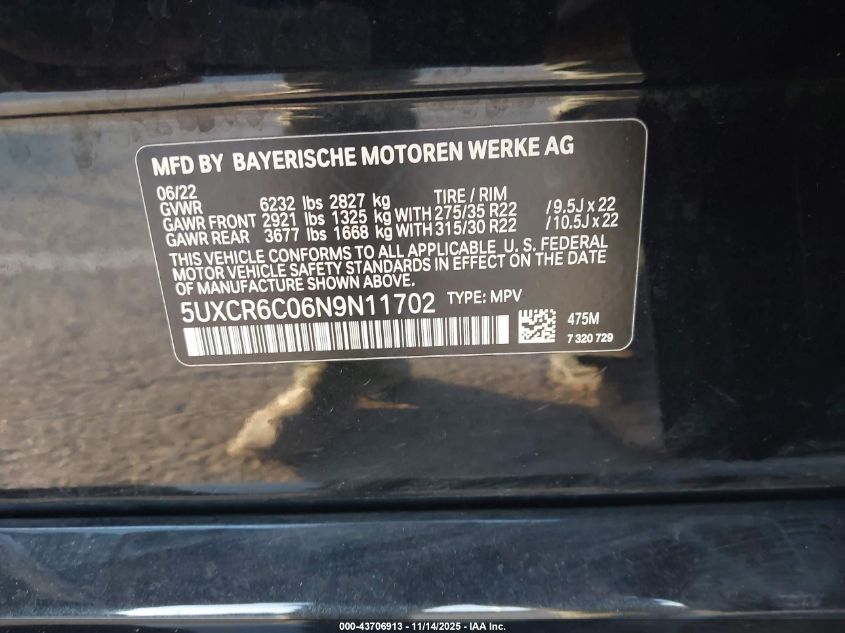 MFD BY BAYERISCHE MOTOREN WERKE AG
06/22 TIRE / RIM
GVWR 6232 lbs 2827 kg
GAWR FRONT 2921 lbs 1325 kg WITH 275/35 R22 /9.5J x 22
GAWR REAR 3677 lbs 1668 kg WITH 315/30 R22 /10.5J x 22
THIS VEHICLE CONFORMS TO ALL APPLICABLE U. S. FEDERAL
MOTOR VEHICLE SAFETY STANDARDS IN EFFECT ON THE DATE
OF MANUFACTURE SHOWN ABOVE.
5UXCR6C06N9N11702 TYPE: MPV
475M
7 320 729
000-43706913 - 11/14/2025 - IAA Inc.